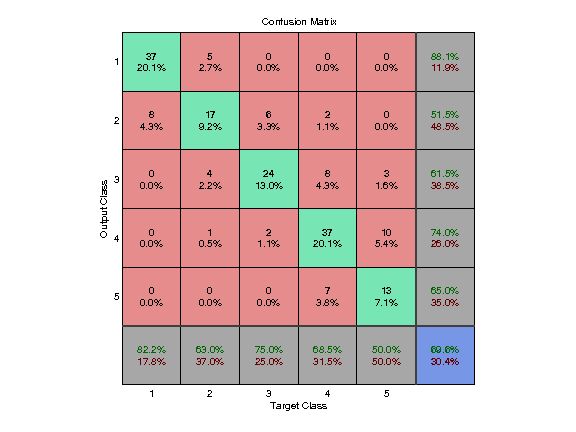 Confusion Matrix
1 37 5 0 0 0 88.1%
20.1% 2.7% 0.0% 0.0% 0.0% 11.9%
2 8 17 6 2 0 51.5%
4.3% 9.2% 3.3% 1.1% 0.0% 48.5%
3 0 4 24 8 3 61.5%
0.0% 2.2% 13.0% 4.3% 1.6% 38.5%
4 0 1 2 37 10 74.0%
0.0% 0.5% 1.1% 20.1% 5.4% 26.0%
5 0 0 0 7 13 65.0%
0.0% 0.0% 0.0% 3.8% 7.1% 35.0%
82.2% 63.0% 75.0% 68.5% 50.0% 69.6%
17.8% 37.0% 25.0% 31.5% 50.0% 30.4%
1 2 3 4 5
Target Class
Output Class